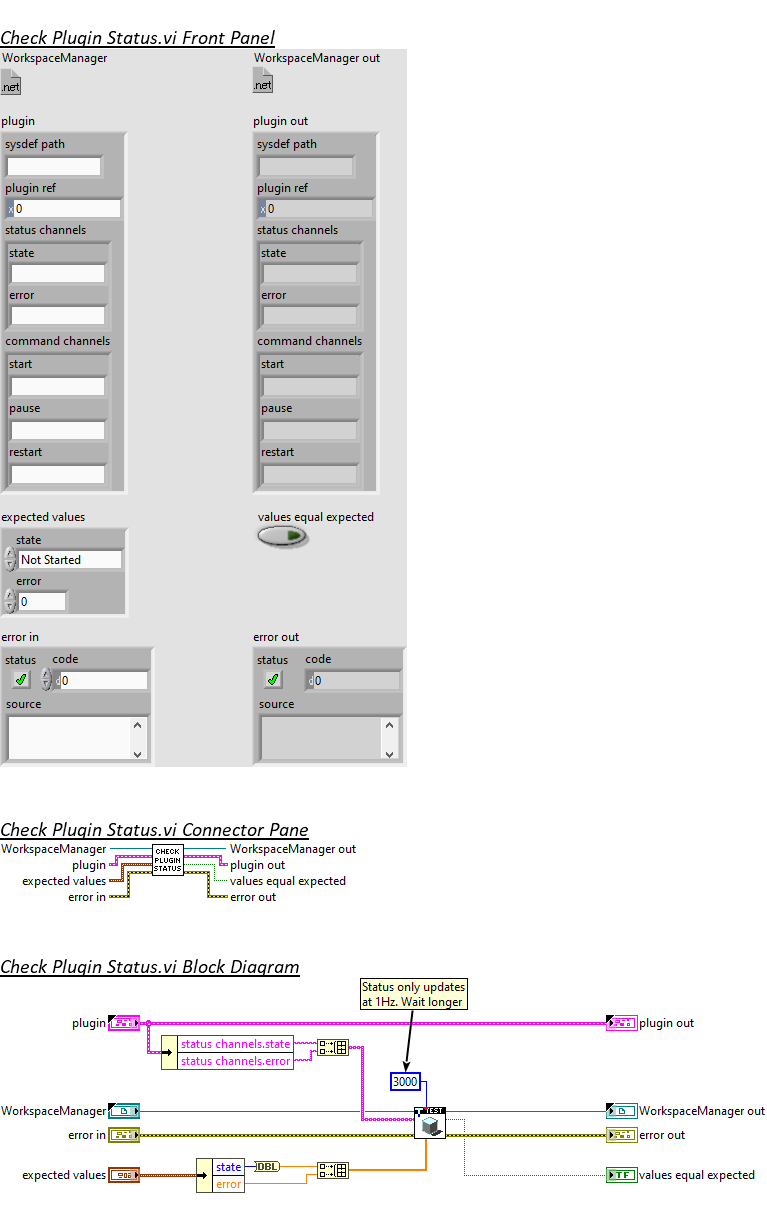 Check Plugin Status.vi Front Panel
WorkspaceManager WorkspaceManager out
.net .net
plugin plugin out
sysdef path sysdef path
plugin ref plugin ref
x 0 x 0
status channels status channels
state state
error error
command channels command channels
start start
pause pause
restart restart
expected values values equal expected
state
Not Started
error
0
error in error out
status code status code
d 0 d 0
source source
Check Plugin Status.vi Connector Pane
WorkspaceManager CHECK PLUGIN STATUS WorkspaceManager out
plugin plugin out
expected values values equal expected
error in error out
Check Plugin Status.vi Block Diagram
Status only updates
at 1Hz. Wait longer
plugin plugin out
status channels.state
status channels.error
3000
WorkspaceManager TEST WorkspaceManager out
error in error out
expected values state DBL values equal expected
error TF